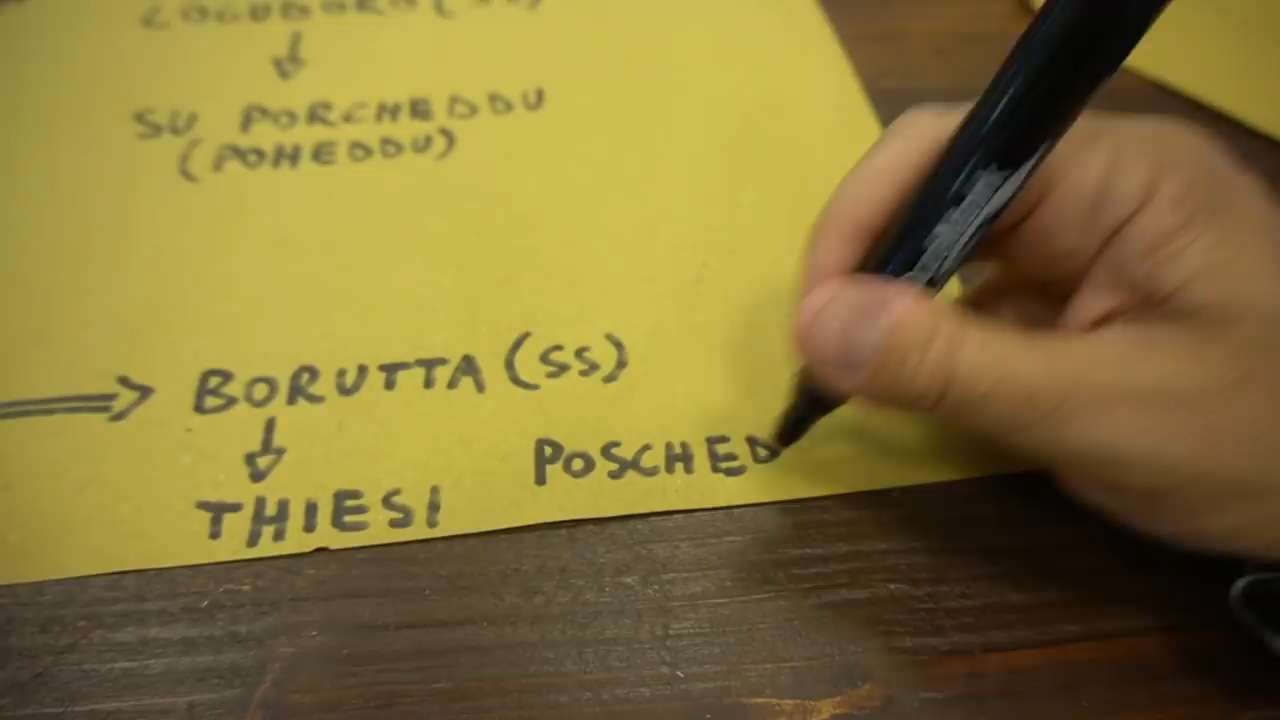 SU PORCHEDDU
(POHEDDU)
BORUTTA (SS)
THIESI
POSCHED